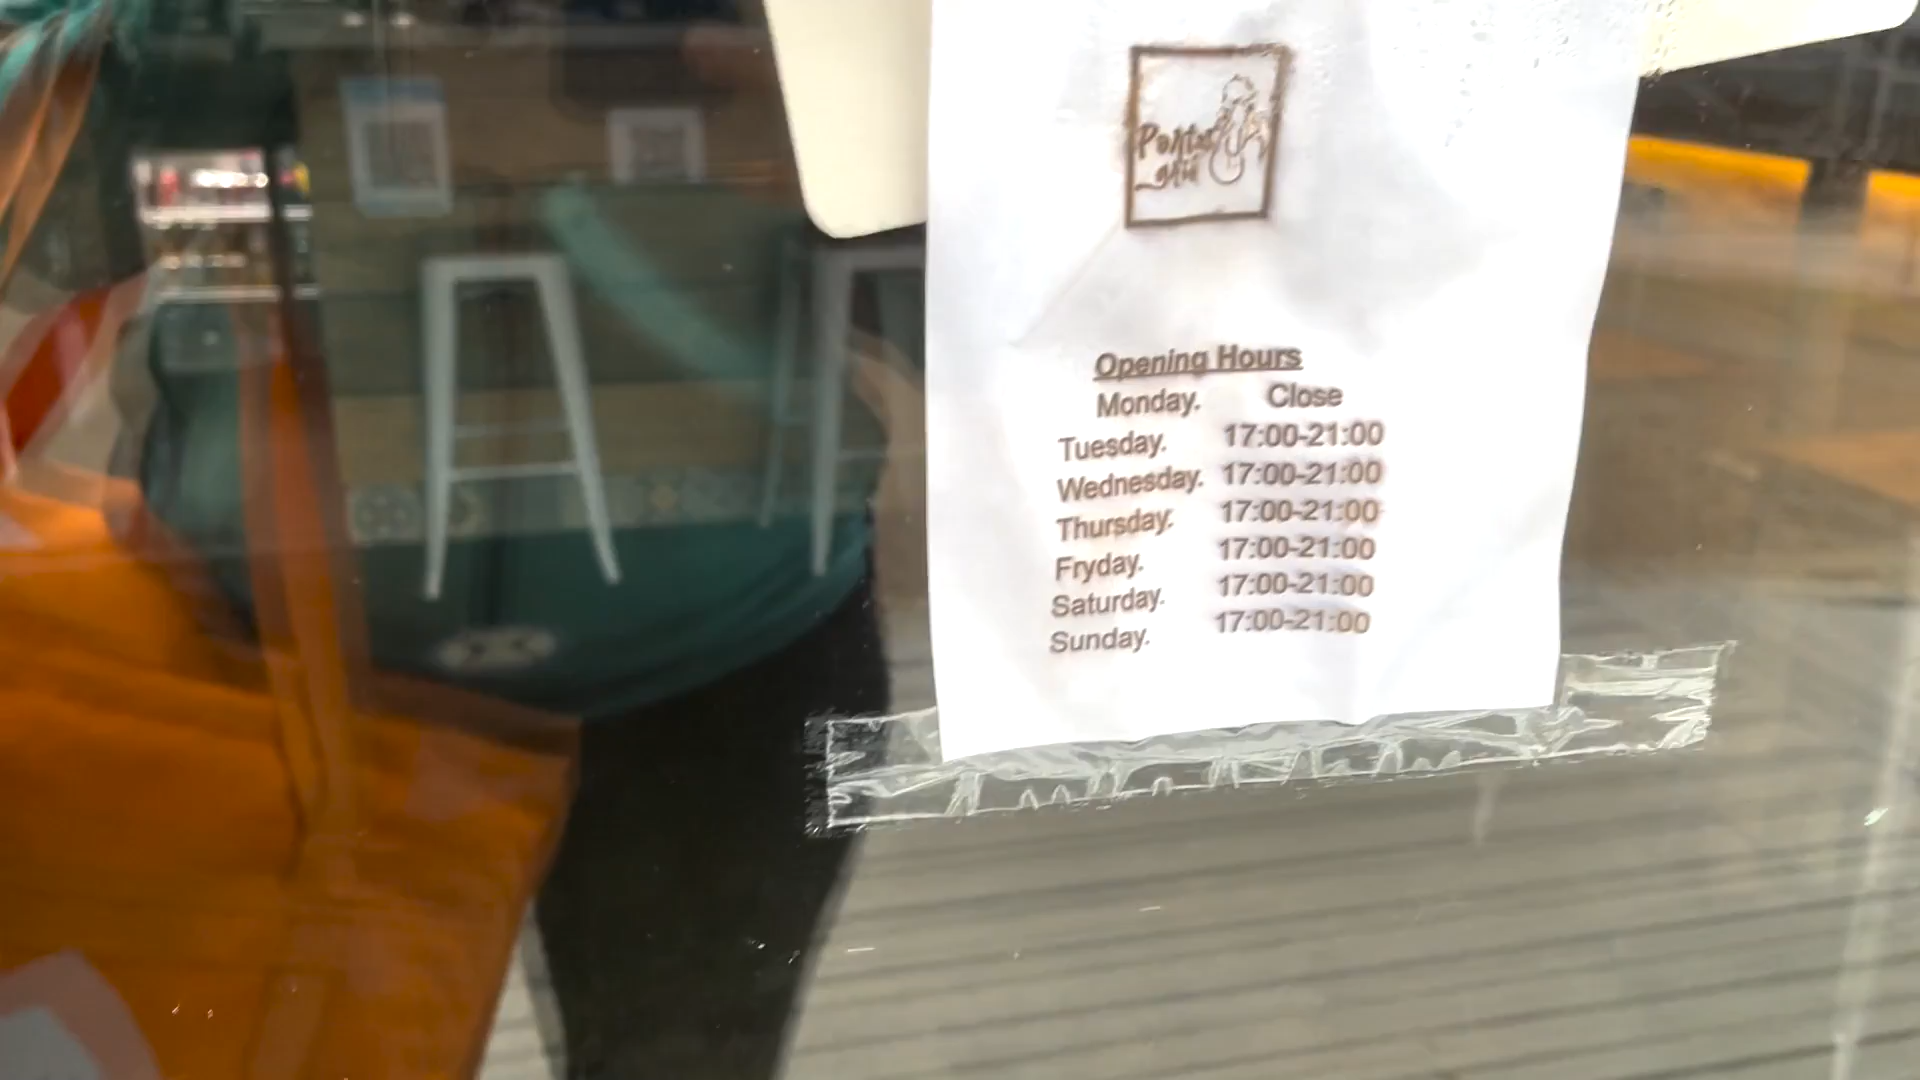 Opening Hours
Monday. Close
Tuesday. 17:00-21:00
Wednesday. 17:00-21:00
Thursday. 17:00-21:00
Fryday. 17:00-21:00
Saturday. 17:00-21:00
Sunday. 17:00-21:00